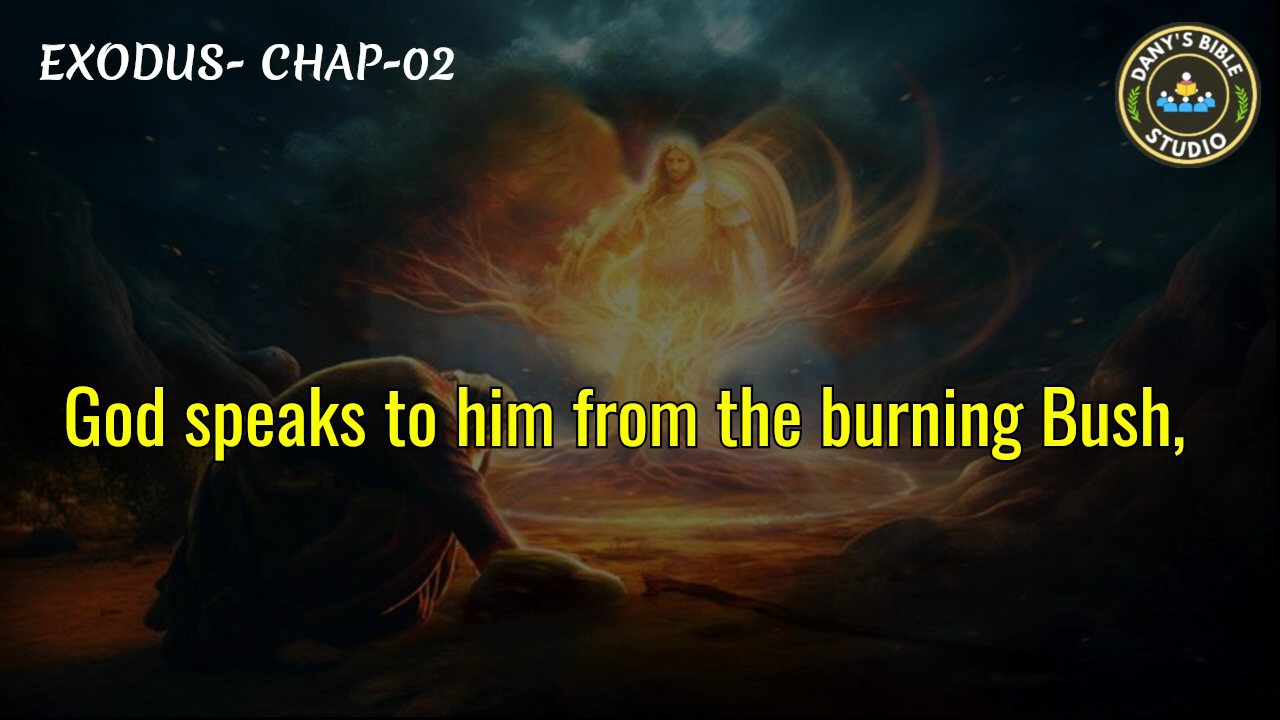 EXODUS- CHAP-02
DANY'S BIBLE
STUDIO
God speaks to him from the burning Bush,